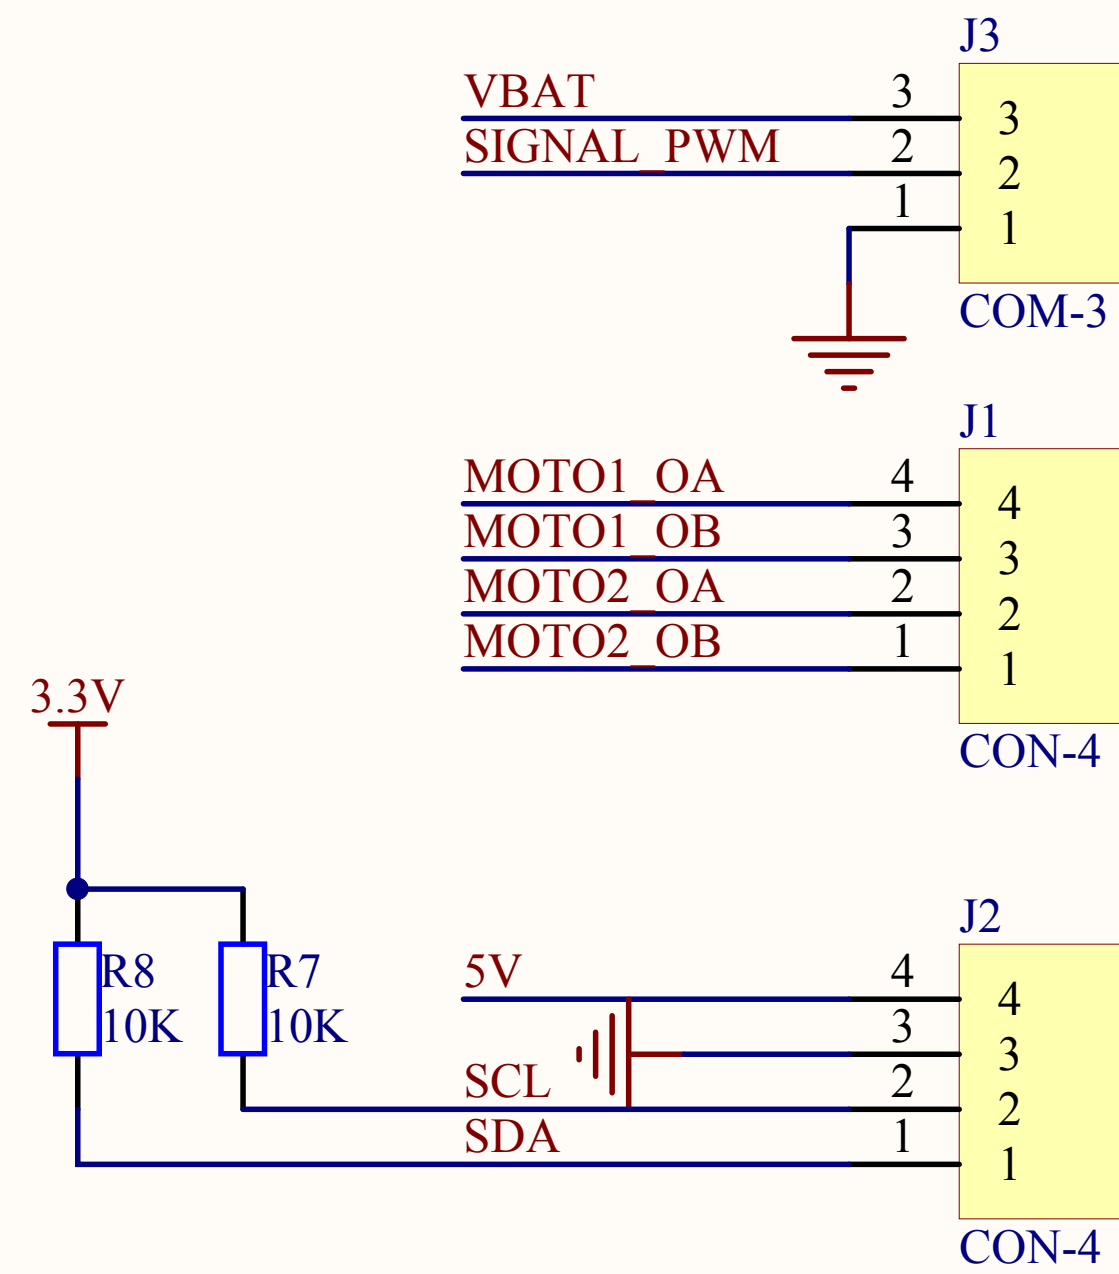 J3
VBAT 3 3
SIGNAL_PWM 2 2
1 1
COM-3
J1
MOTO1_OA 4 4
MOTO1_OB 3 3
MOTO2_OA 2 2
MOTO2_OB 1 1
CON-4
3.3V
J2
R8 R7
10K 10K
5V 4 4
3 3
SCL 2 2
SDA 1 1
CON-4